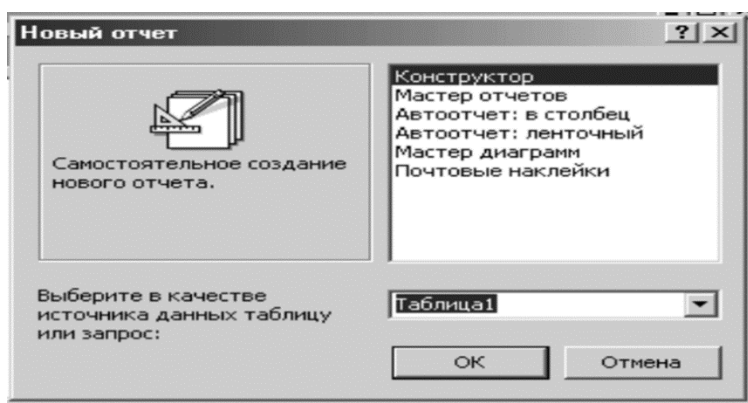 Новый отчет
Самостоятельное создание
нового отчета.
Конструктор
Мастер отчетов
Автоотчет: в столбец
Автоотчет: ленточный
Мастер диаграмм
Почтовые наклейки
Выберите в качестве
источника данных таблицу
или запрос:
Таблица1
ОК
Отмена